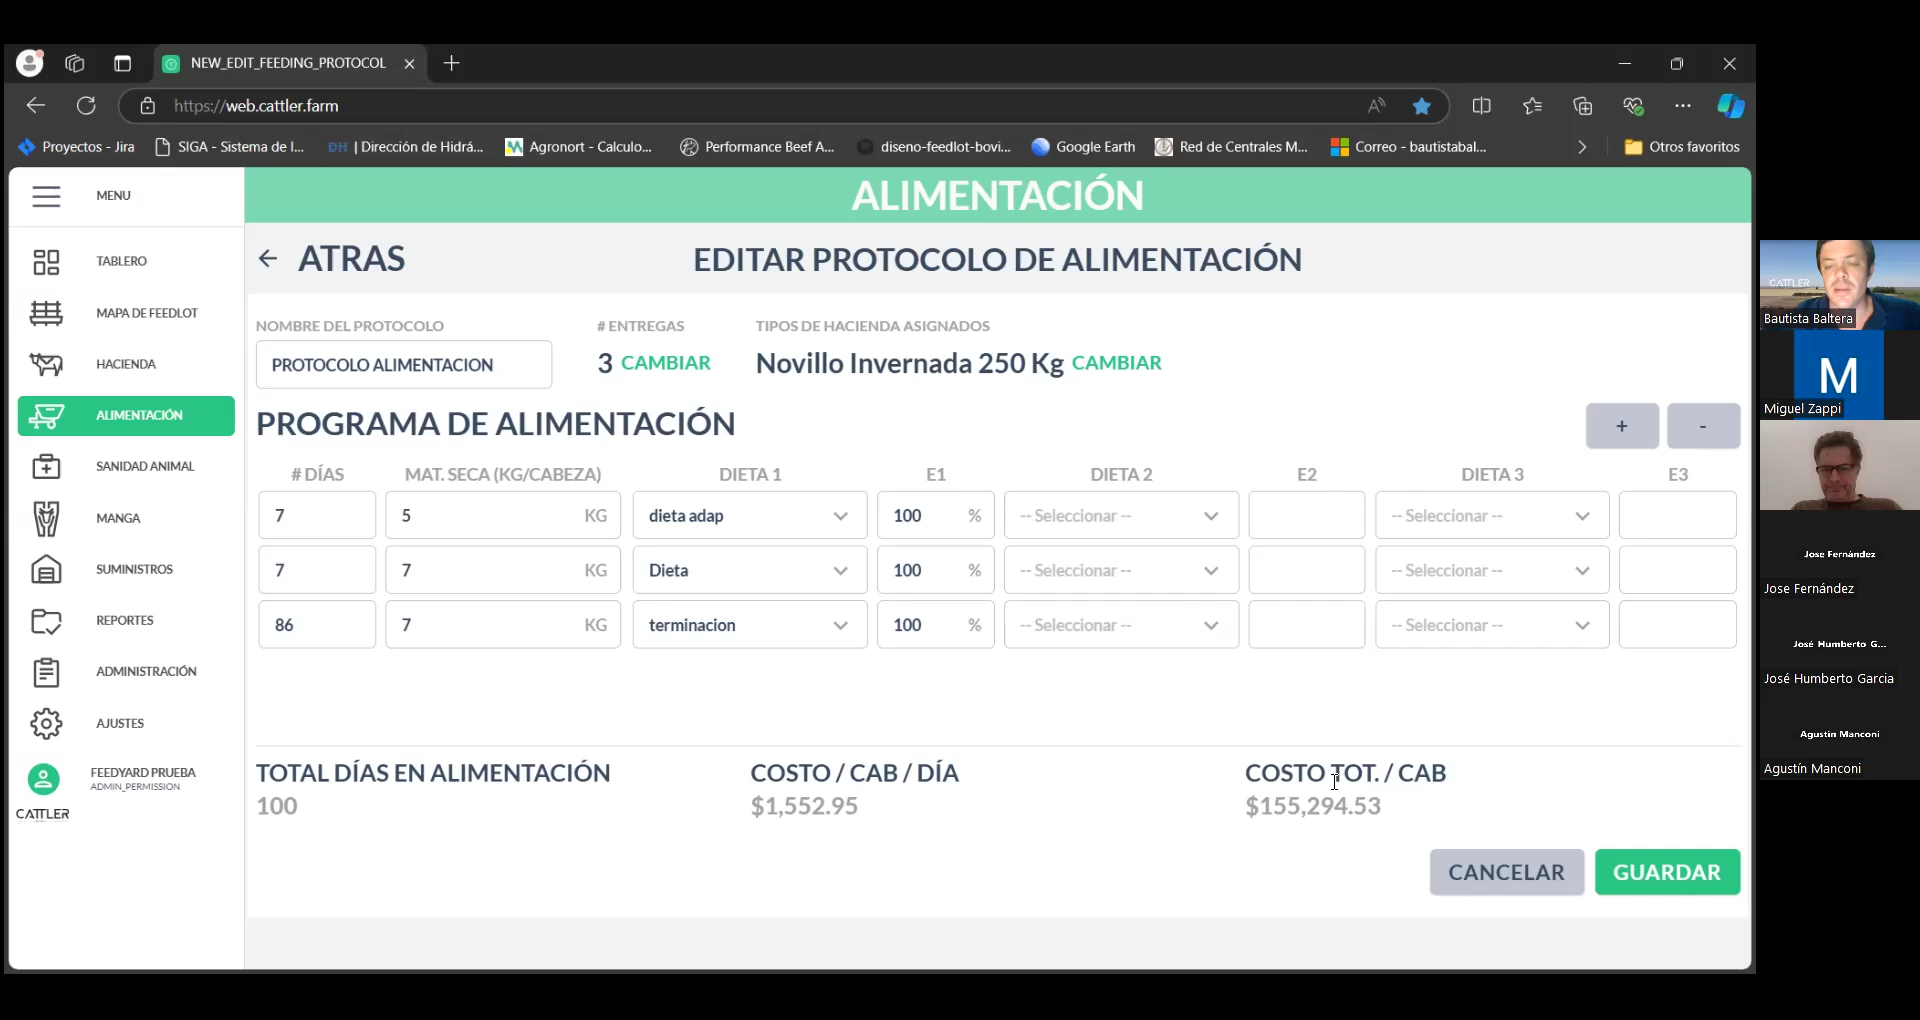 NEW_EDIT_FEEDING_PROTOCOL
https://web.cattler.farm
Proyectos - Jira
SIGA - Sistema de I...
DH | Dirección de Hidrá...
Agronort - Calculo...
Performance Beef A...
diseno-feedlot-bovi...
Google Earth
Red de Centrales M...
Correo - bautistabal...
Otros favoritos
MENU
ALIMENTACIÓN
TABLERO
MAPA DE FEEDLOT
HACIENDA
ALIMENTACIÓN
SANIDAD ANIMAL
MANGA
SUMINISTROS
REPORTES
ADMINISTRACIÓN
AJUSTES
FEEDYARD PRUEBA
ADMIN_PERMISSION
CATTLER
ATRAS
EDITAR PROTOCOLO DE ALIMENTACIÓN
NOMBRE DEL PROTOCOLO
# ENTREGAS
TIPOS DE HACIENDA ASIGNADOS
PROTOCOLO ALIMENTACION
3 CAMBIAR
Novillo Invernada 250 Kg CAMBIAR
PROGRAMA DE ALIMENTACIÓN
+
-
# DÍAS MAT. SECA (KG/CABEZA) DIETA 1 E1 DIETA 2 E2 DIETA 3 E3
7 5 KG dieta adap 100 % -- Seleccionar -- -- Seleccionar --
7 7 KG Dieta 100 % -- Seleccionar -- -- Seleccionar --
86 7 KG terminacion 100 % -- Seleccionar -- -- Seleccionar --
TOTAL DÍAS EN ALIMENTACIÓN
100
COSTO / CAB / DÍA
$1,552.95
COSTO TOT. / CAB
$155,294.53
CANCELAR
GUARDAR
CATTLER
Bautista Baltera
M
Miguel Zappi
Jose Fernández
Jose Fernández
José Humberto G...
José Humberto Garcia
Agustín Manconi
Agustín Manconi